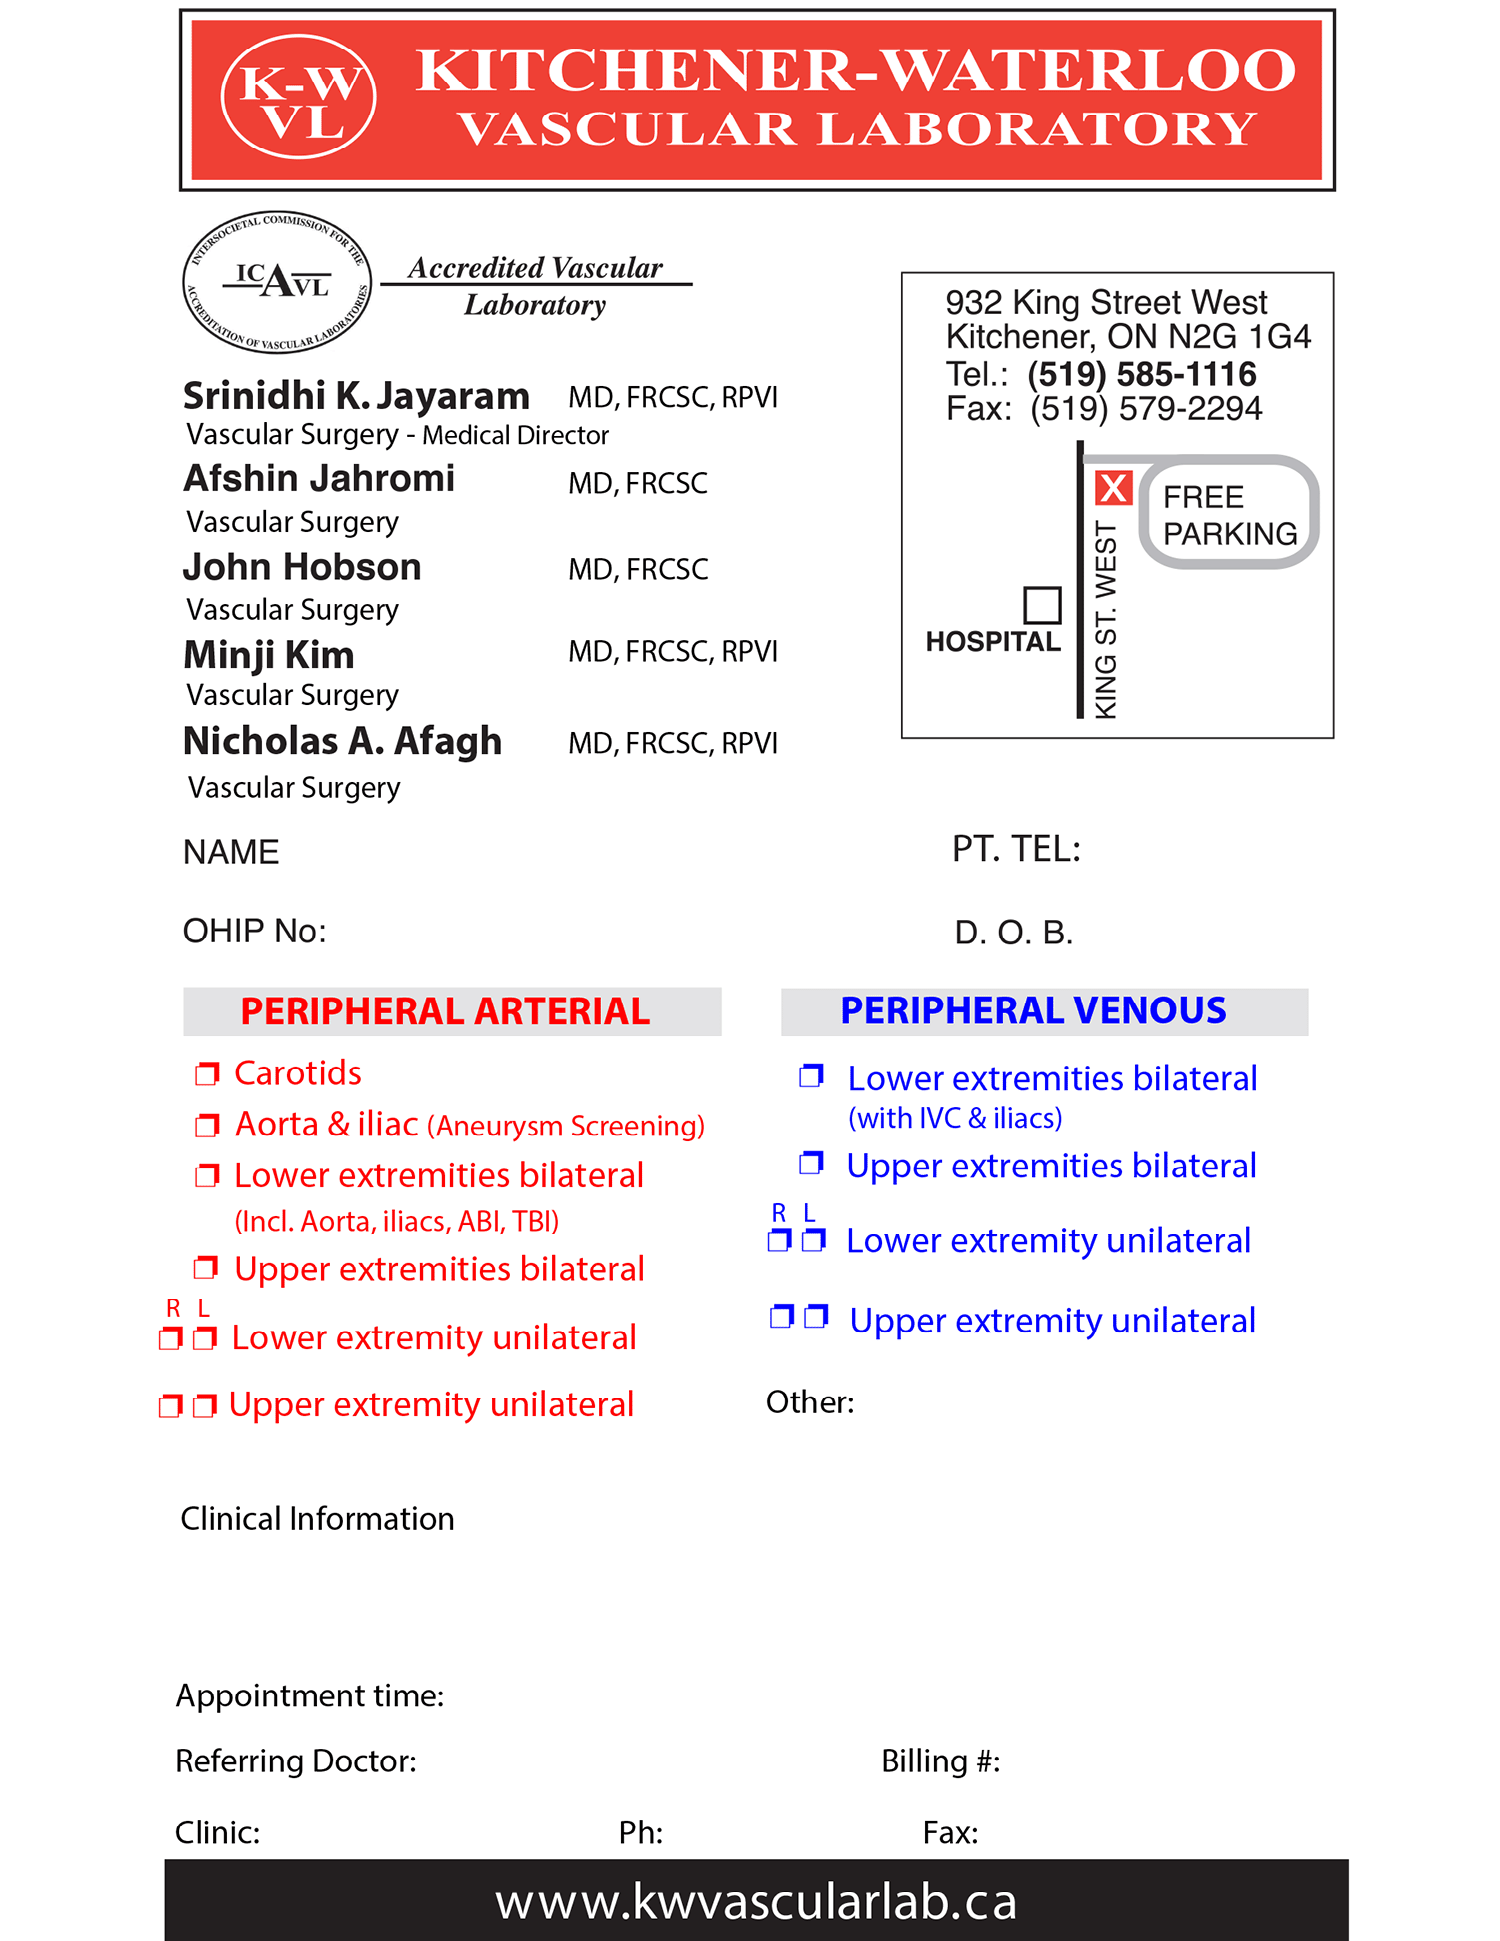 K-W
VL
KITCHENER-WATERLOO
VASCULAR LABORATORY
INTERSOCIETAL COMMISSION FOR THE
ACCREDITATION OF VASCULAR LABORATORIES
ICAVL
Accredited Vascular
Laboratory
932 King Street West
Kitchener, ON N2G 1G4
Tel.: (519) 585-1116
Fax: (519) 579-2294
X
FREE
PARKING
KING ST. WEST
HOSPITAL
Srinidhi K. Jayaram MD, FRCSC, RPVI
Vascular Surgery - Medical Director
Afshin Jahromi MD, FRCSC
Vascular Surgery
John Hobson MD, FRCSC
Vascular Surgery
Minji Kim MD, FRCSC, RPVI
Vascular Surgery
Nicholas A. Afagh MD, FRCSC, RPVI
Vascular Surgery
NAME PT. TEL:
OHIP No: D. O. B.
PERIPHERAL ARTERIAL
Carotids
Aorta & iliac (Aneurysm Screening)
Lower extremities bilateral
(Incl. Aorta, iliacs, ABI, TBI)
Upper extremities bilateral
R L
Lower extremity unilateral
Upper extremity unilateral
PERIPHERAL VENOUS
Lower extremities bilateral
(with IVC & iliacs)
Upper extremities bilateral
R L
Lower extremity unilateral
Upper extremity unilateral
Other:
Clinical Information
Appointment time:
Referring Doctor: Billing #:
Clinic: Ph: Fax:
www.kwvascularlab.ca